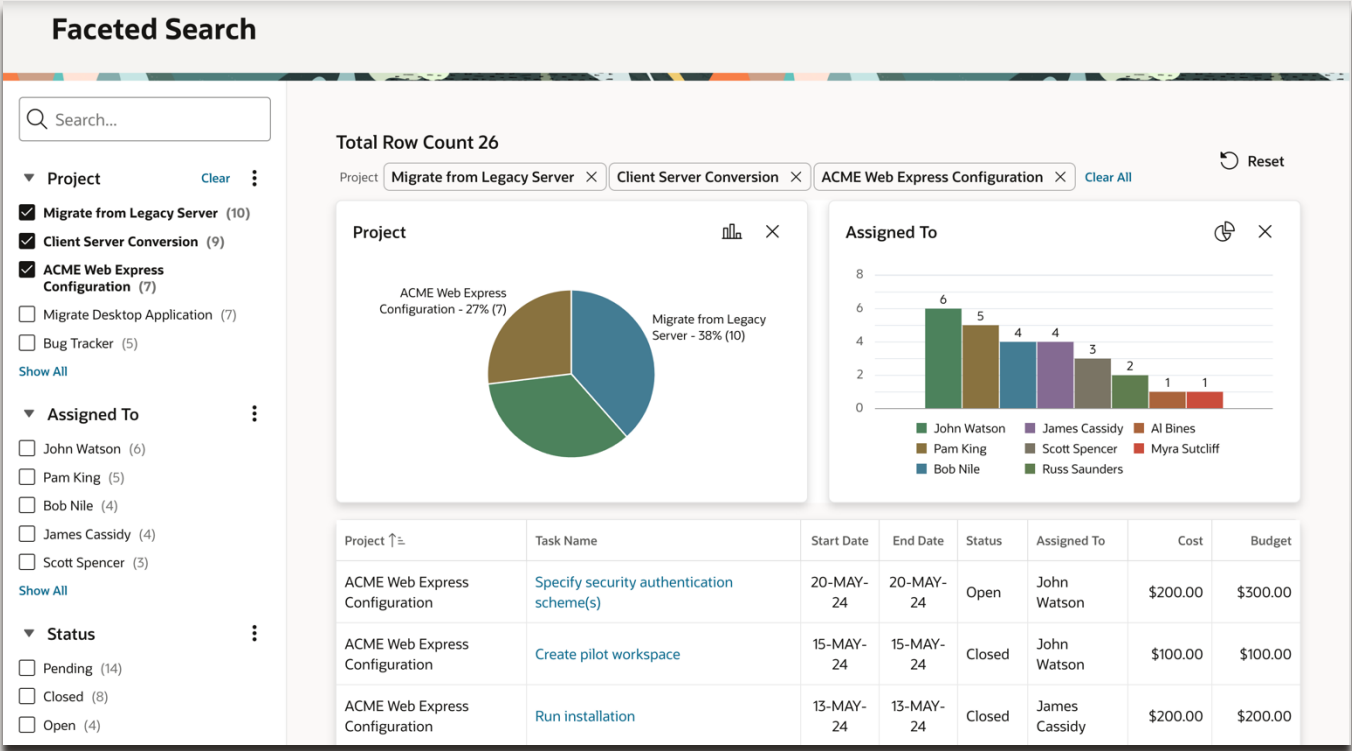 Faceted Search
Search...
Project Clear
Migrate from Legacy Server (10)
Client Server Conversion (9)
ACME Web Express
Configuration (7)
Migrate Desktop Application (7)
Bug Tracker (5)
Show All
Assigned To
John Watson (6)
Pam King (5)
Bob Nile (4)
James Cassidy (4)
Scott Spencer (3)
Show All
Status
Pending (14)
Closed (8)
Open (4)
Total Row Count 26
Reset
Project Migrate from Legacy Server Client Server Conversion ACME Web Express Configuration Clear All
Project
ACME Web Express
Configuration - 27% (7)
Migrate from Legacy
Server - 38% (10)
Assigned To
8
6
4
2
0
6
5
4
4
3
2
1
1
John Watson James Cassidy Al Bines
Pam King Scott Spencer Myra Sutcliff
Bob Nile Russ Saunders
Project Task Name Start Date End Date Status Assigned To Cost Budget
ACME Web Express
Configuration
Specify security authentication
scheme(s)
20-MAY-
24
20-MAY-
24
Open
John
Watson
$200.00
$300.00
ACME Web Express
Configuration
Create pilot workspace
15-MAY-
24
15-MAY-
24
Closed
John
Watson
$100.00
$100.00
ACME Web Express
Configuration
Run installation
13-MAY-
24
13-MAY-
24
Closed
James
Cassidy
$200.00
$200.00